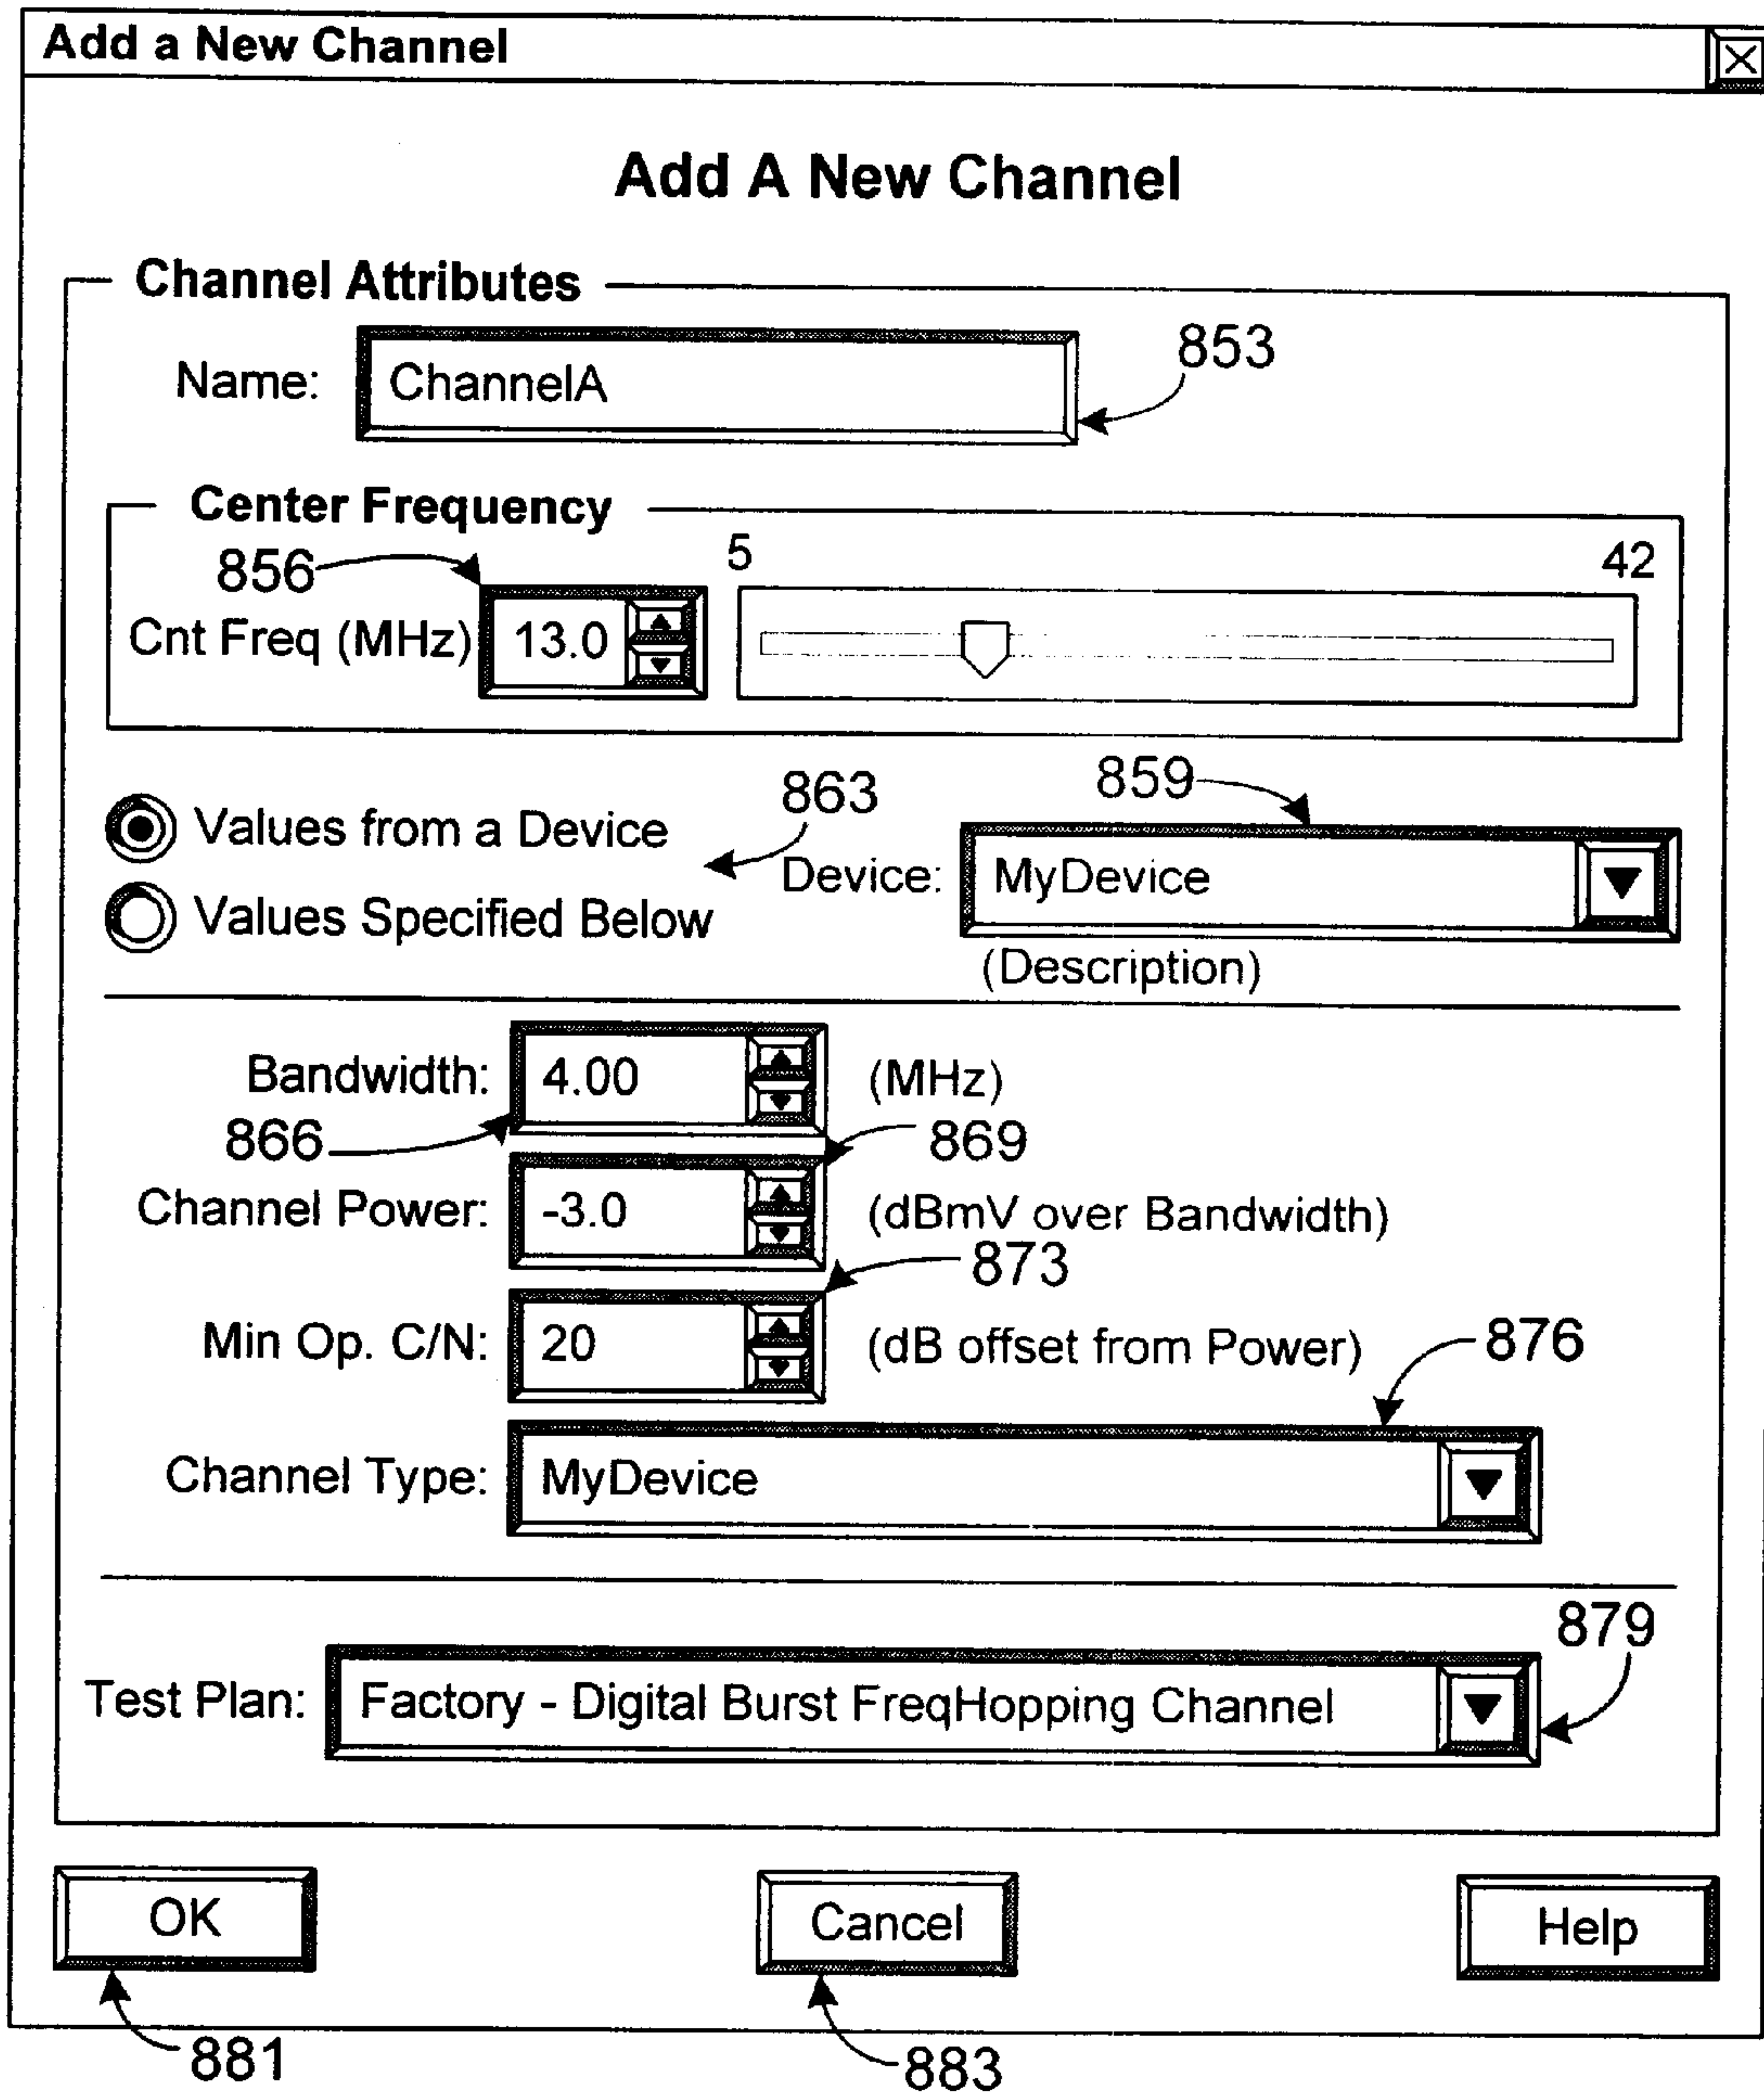 Add a New Channel
Add A New Channel
Channel Attributes
Name: ChannelA 853
Center Frequency
856 5 42
Cnt Freq (MHz) 13.0
Values from a Device 863 859
Device: MyDevice
Values Specified Below
(Description)
Bandwidth: 4.00 (MHz)
866 869
Channel Power: -3.0 (dBmV over Bandwidth)
873
Min Op. C/N: 20 (dB offset from Power) 876
Channel Type: MyDevice
879
Test Plan: Factory - Digital Burst FreqHopping Channel
OK Cancel Help
881 883